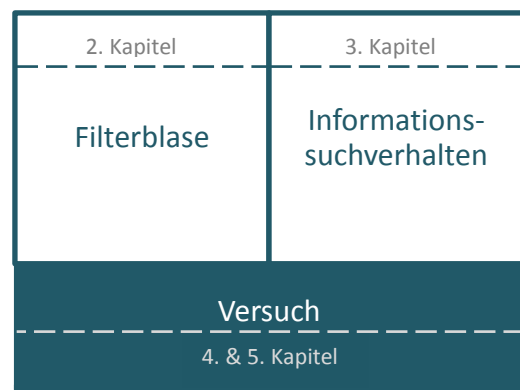 2. Kapitel
3. Kapitel
Filterblase
Informations-
suchverhalten
Versuch
4. & 5. Kapitel